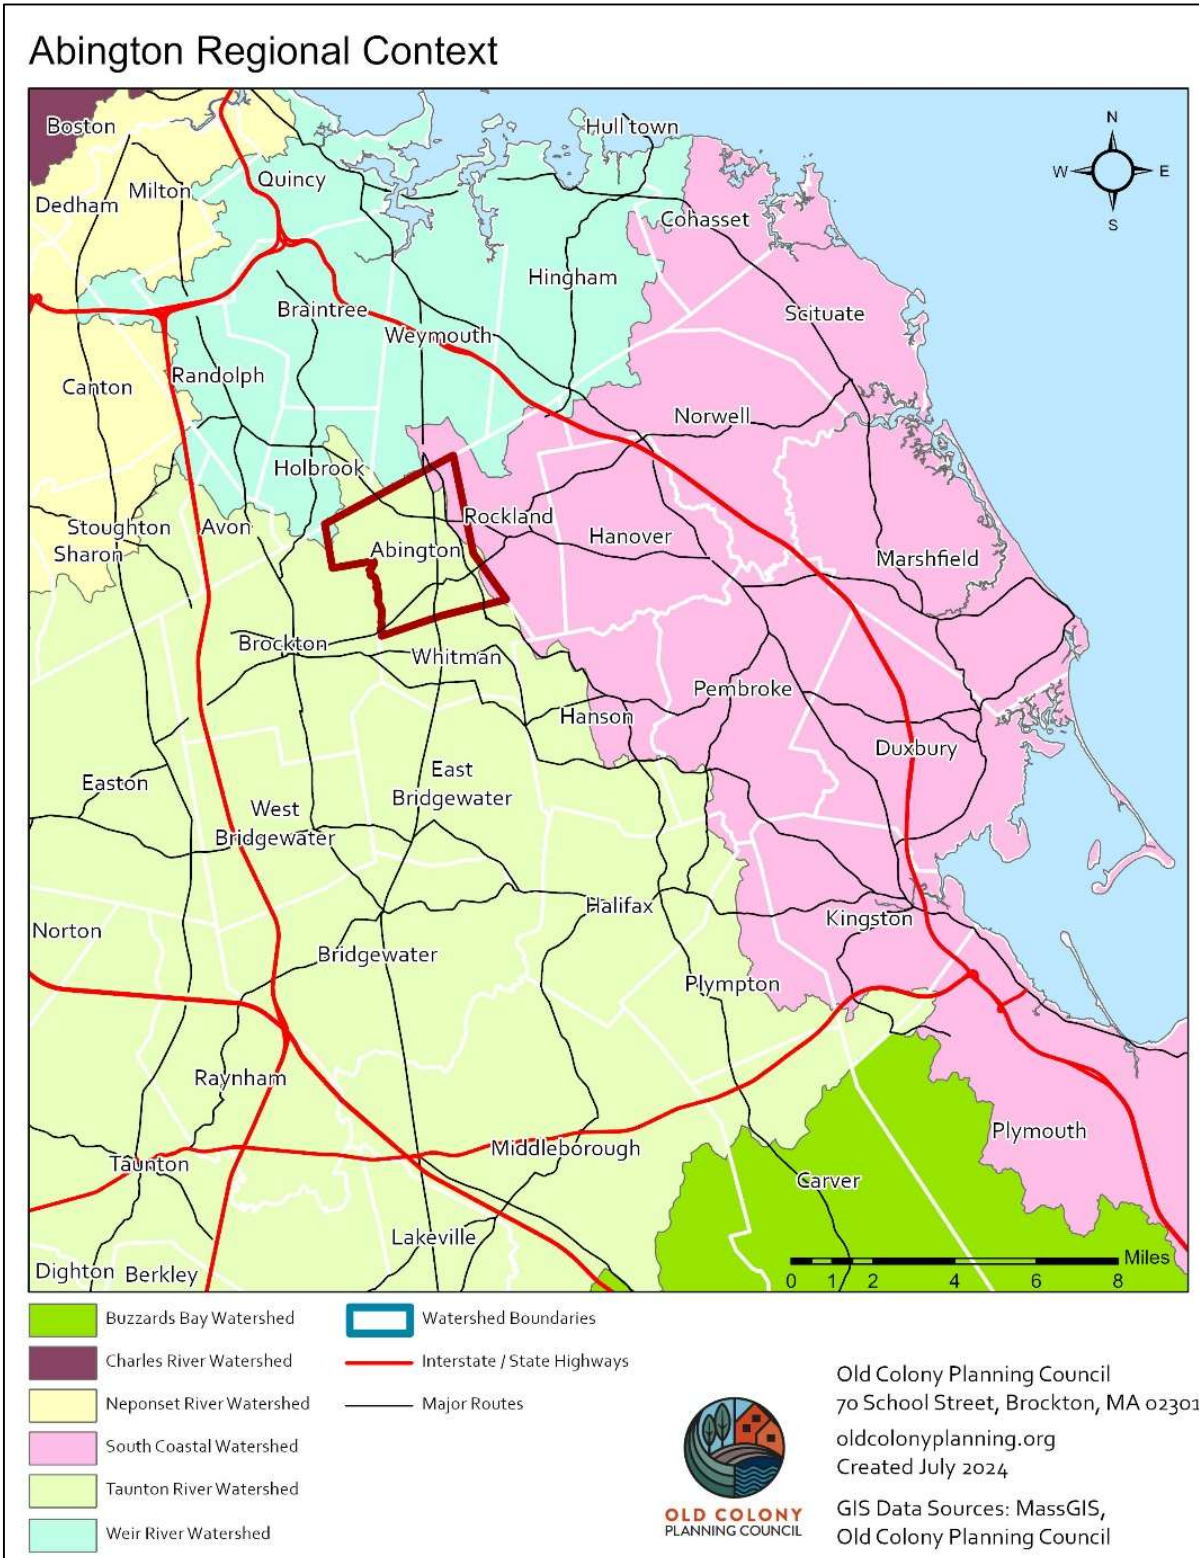 Abington Regional Context
Boston
Hull town
N
W
E
S
Quincy
Milton
Dedham
Cohasset
Hingham
Braintree
Scituate
Weymouth
Canton
Randolph
Norwell
Holbrook
Stoughton
Avon
Rockland
Hanover
Sharon
Abington
Marshfield
Brockton
Whitman
Pembroke
Hanson
Duxbury
Easton
East
Bridgewater
West
Bridgewater
Halifax
Kingston
Norton
Bridgewater
Plympton
Raynham
Plymouth
Middleborough
Taunton
Carver
Lakeville
Dighton
Berkley
Miles
0 1 2 4 6 8
Buzzards Bay Watershed
Charles River Watershed
Neponset River Watershed
South Coastal Watershed
Taunton River Watershed
Weir River Watershed
Watershed Boundaries
Interstate / State Highways
Major Routes
OLD COLONY
PLANNING COUNCIL
Old Colony Planning Council
70 School Street, Brockton, MA 02301
oldcolonyplanning.org
Created July 2024
GIS Data Sources: MassGIS,
Old Colony Planning Council